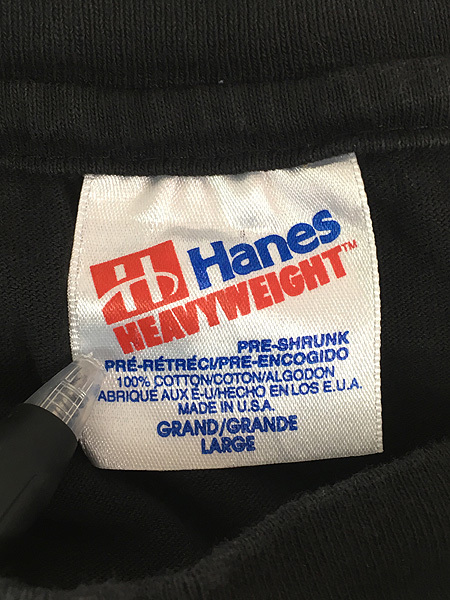 Hanes
HEAVYWEIGHT™
PRE-SHRUNK
PRÉ-RÉTRÉCI/PRE-ENCOGIDO
100% COTTON/COTON/ALGODON
FABRIQUE AUX É-U/HECHO EN LOS E.U.A.
MADE IN U.S.A.
GRAND/GRANDE
LARGE